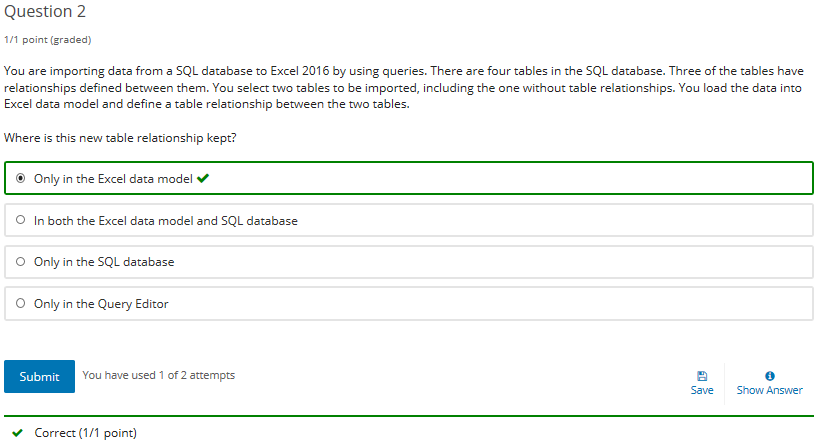 Question 2
1/1 point (graded)
You are importing data from a SQL database to Excel 2016 by using queries. There are four tables in the SQL database. Three of the tables have
relationships defined between them. You select two tables to be imported, including the one without table relationships. You load the data into
Excel data model and define a table relationship between the two tables.
Where is this new table relationship kept?
Only in the Excel data model
In both the Excel data model and SQL database
Only in the SQL database
Only in the Query Editor
Submit You have used 1 of 2 attempts
Save Show Answer
Correct (1/1 point)